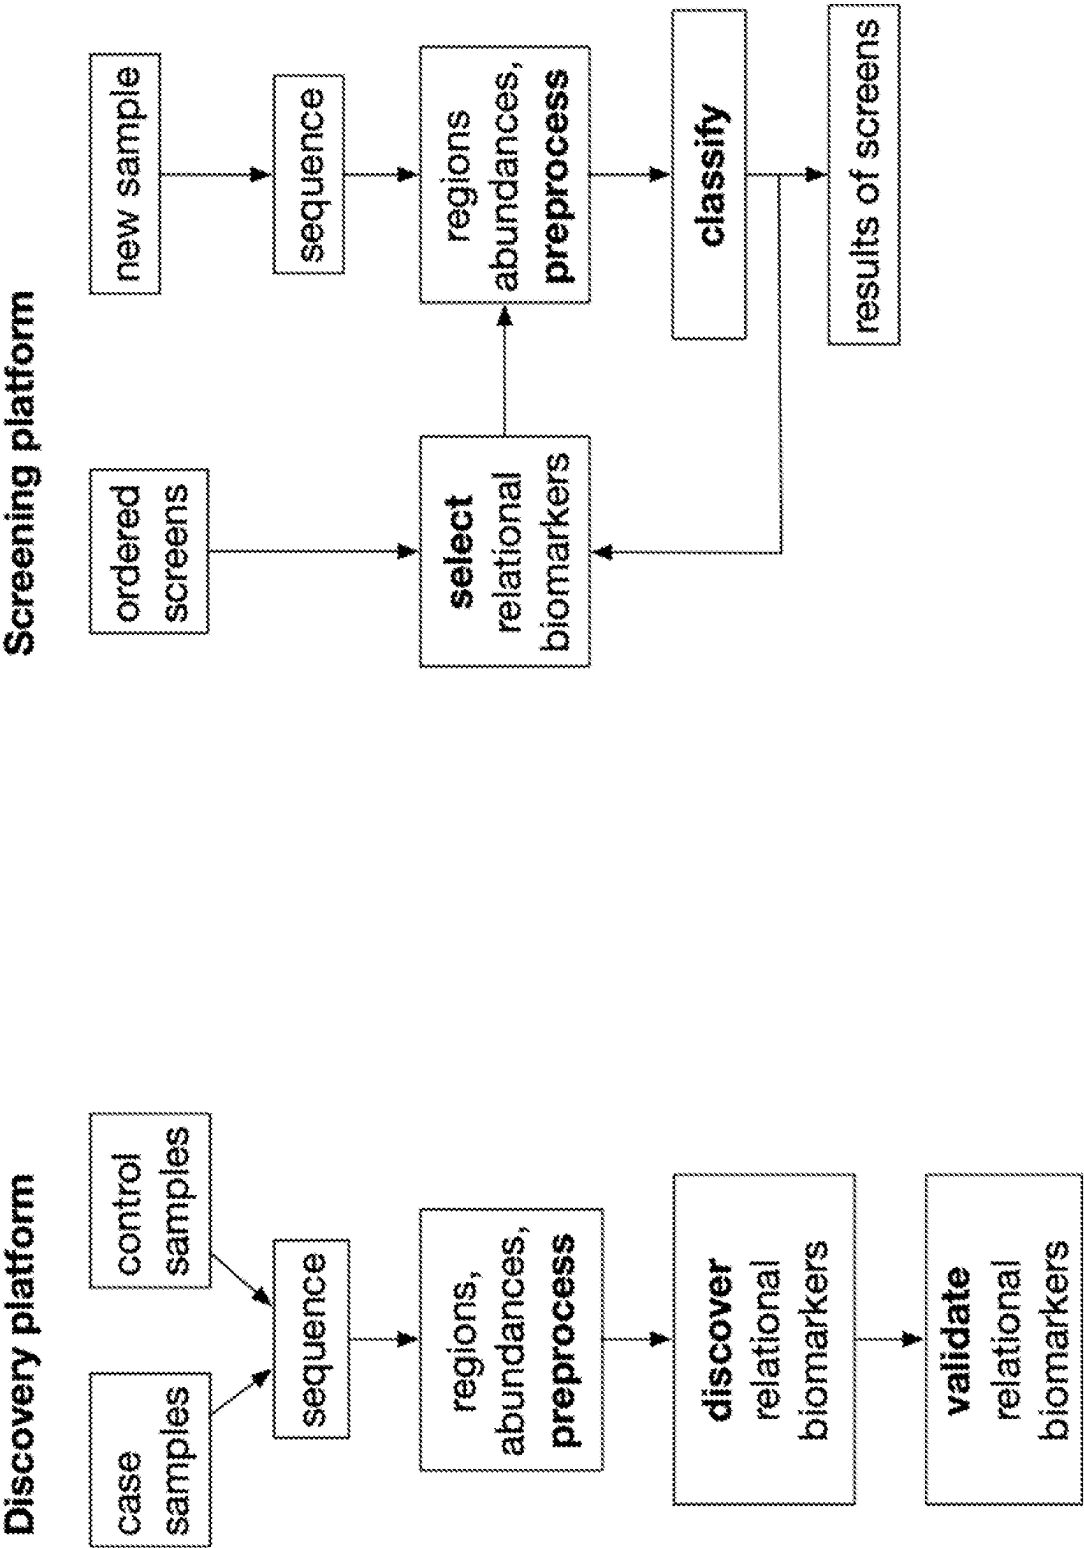 Discovery platform
case
samples
control
samples
sequence
regions,
abundances,
preprocess
discover
relational
biomarkers
validate
relational
biomarkers
Screening platform
ordered
screens
new sample
sequence
select
relational
biomarkers
regions
abundances,
preprocess
classify
results of screens